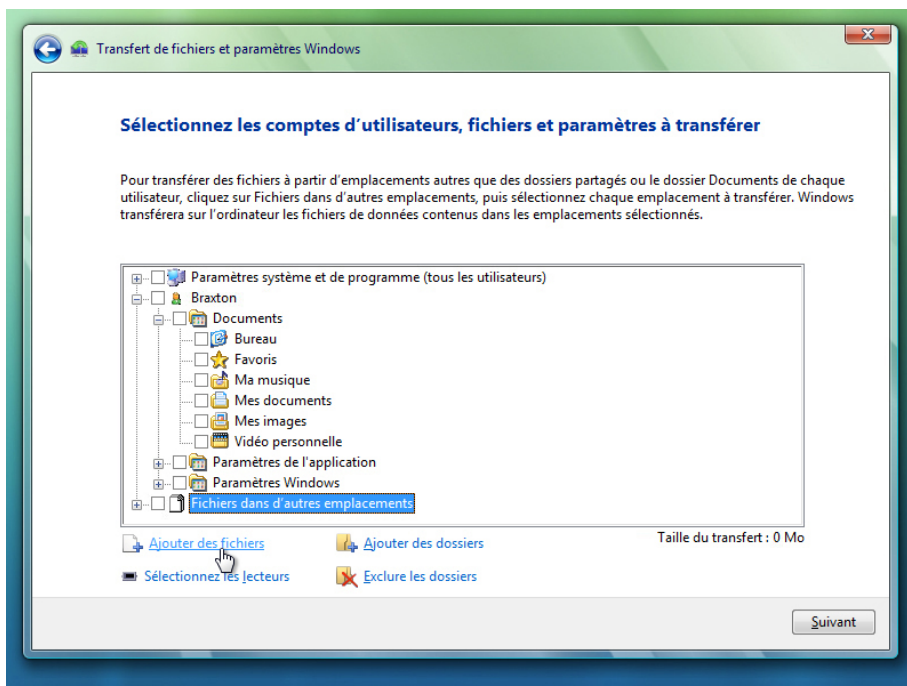 Transfert de fichiers et paramètres Windows
Sélectionnez les comptes d'utilisateurs, fichiers et paramètres à transférer
Pour transférer des fichiers à partir d'emplacements autres que des dossiers partagés ou le dossier Documents de chaque
utilisateur, cliquez sur Fichiers dans d'autres emplacements, puis sélectionnez chaque emplacement à transférer. Windows
transférera sur l'ordinateur les fichiers de données contenus dans les emplacements sélectionnés.
Paramètres système et de programme (tous les utilisateurs)
Braxton
Documents
Bureau
Favoris
Ma musique
Mes documents
Mes images
Vidéo personnelle
Paramètres de l'application
Paramètres Windows
Fichiers dans d'autres emplacements
Ajouter des fichiers Ajouter des dossiers Taille du transfert : 0 Mo
Sélectionnez les lecteurs Exclure les dossiers
Suivant